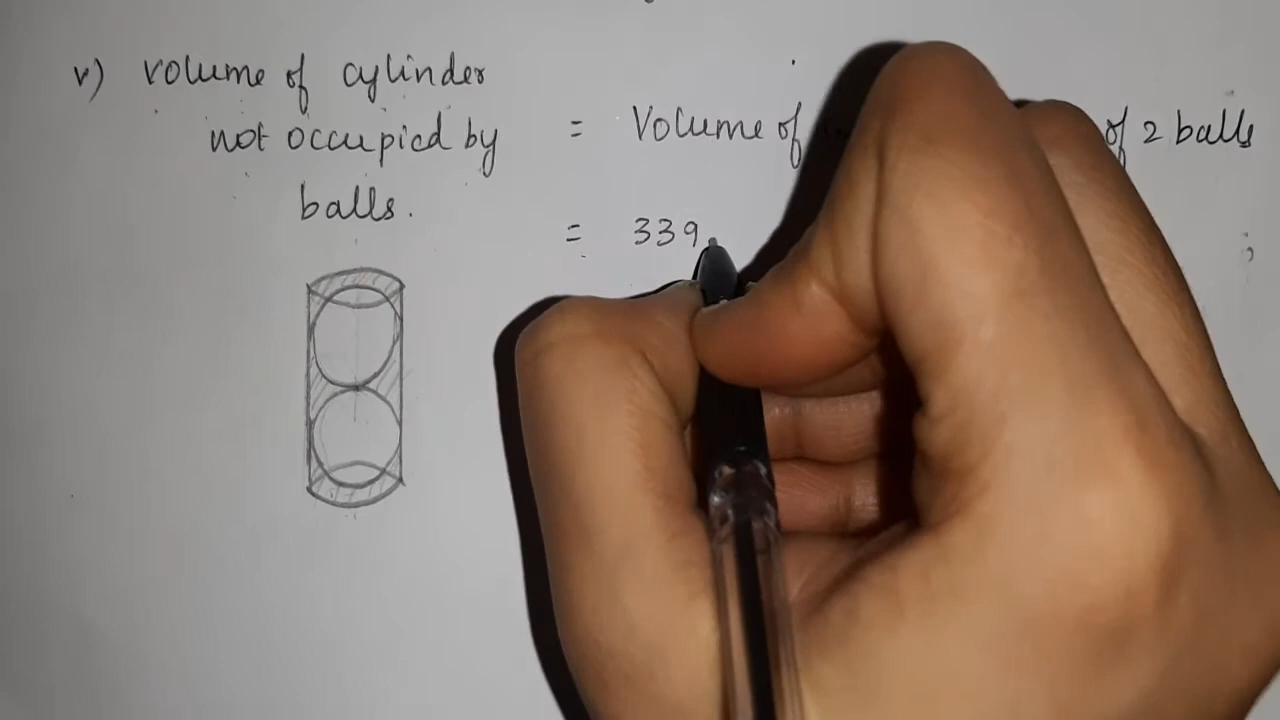 v) volume of cylinder
not occupied by = Volume of of 2 balls
balls.
= 339